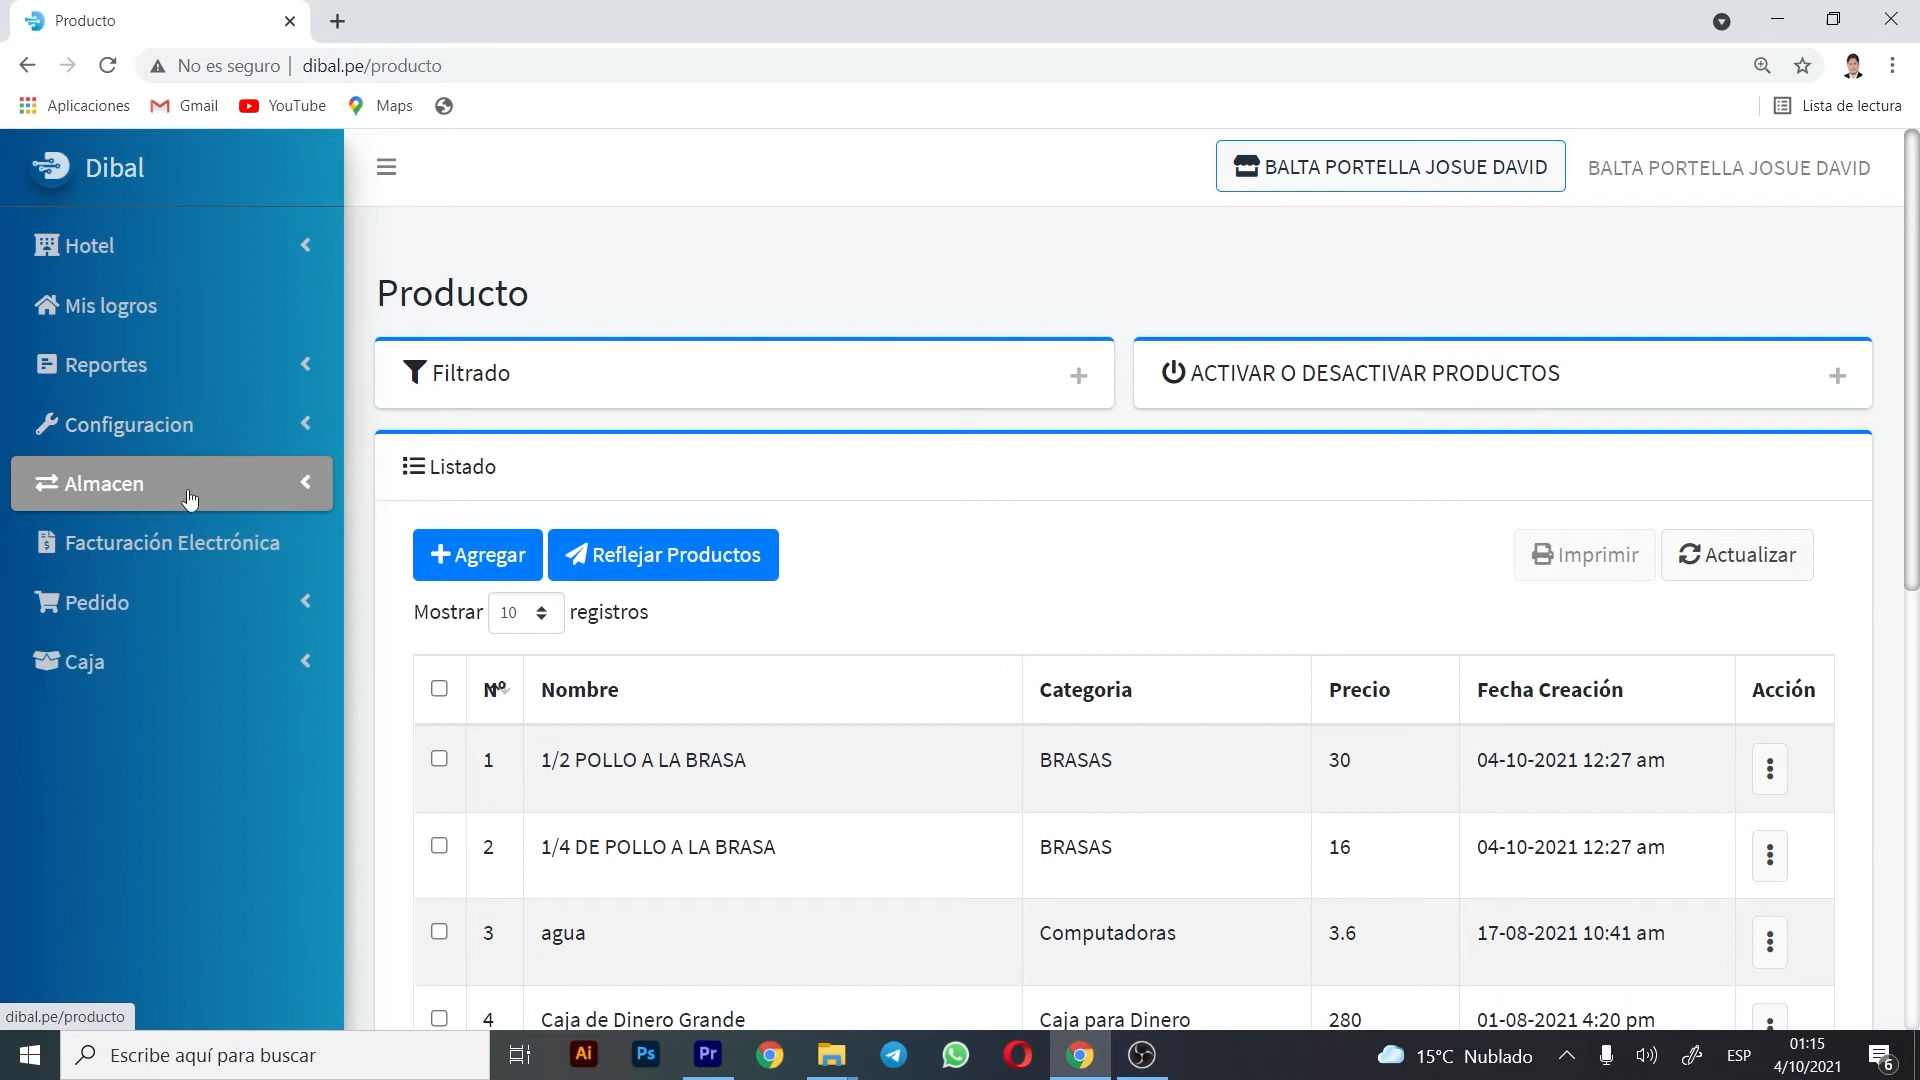 Producto
No es seguro | dibal.pe/producto
Aplicaciones Gmail YouTube Maps Lista de lectura
Dibal
BALTA PORTELLA JOSUE DAVID BALTA PORTELLA JOSUE DAVID
Hotel
Mis logros
Reportes
Configuracion
Almacen
Facturación Electrónica
Pedido
Caja
Producto
Filtrado + ACTIVAR O DESACTIVAR PRODUCTOS +
Listado
Agregar Reflejar Productos Imprimir Actualizar
Mostrar 10 registros
Nº Nombre Categoria Precio Fecha Creación Acción
1 1/2 POLLO A LA BRASA BRASAS 30 04-10-2021 12:27 am
2 1/4 DE POLLO A LA BRASA BRASAS 16 04-10-2021 12:27 am
3 agua Computadoras 3.6 17-08-2021 10:41 am
4 Caja de Dinero Grande Caja para Dinero 280 01-08-2021 4:20 pm
dibal.pe/producto
Escribe aquí para buscar Ai Ps Pr 15°C Nublado ESP 01:15
4/10/2021 6